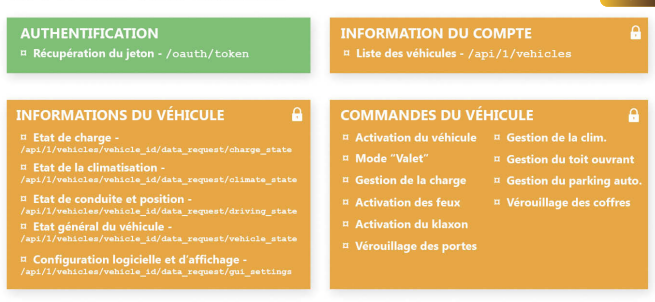 AUTHENTIFICATION
¤ Récupération du jeton - /oauth/token
INFORMATION DU COMPTE
¤ Liste des véhicules - /api/1/vehicles
INFORMATIONS DU VÉHICULE
¤ Etat de charge -
/api/1/vehicles/vehicle_id/data_request/charge_state
¤ Etat de la climatisation -
/api/1/vehicles/vehicle_id/data_request/climate_state
¤ Etat de conduite et position -
/api/1/vehicles/vehicle_id/data_request/driving_state
¤ Etat général du véhicule -
/api/1/vehicles/vehicle_id/data_request/vehicle_state
¤ Configuration logicielle et d'affichage -
/api/1/vehicles/vehicle_id/data_request/gui_settings
COMMANDES DU VÉHICULE
¤ Activation du véhicule
¤ Mode "Valet"
¤ Gestion de la charge
¤ Activation des feux
¤ Activation du klaxon
¤ Vérouillage des portes
¤ Gestion de la clim.
¤ Gestion du toit ouvrant
¤ Gestion du parking auto.
¤ Vérouillage des coffres